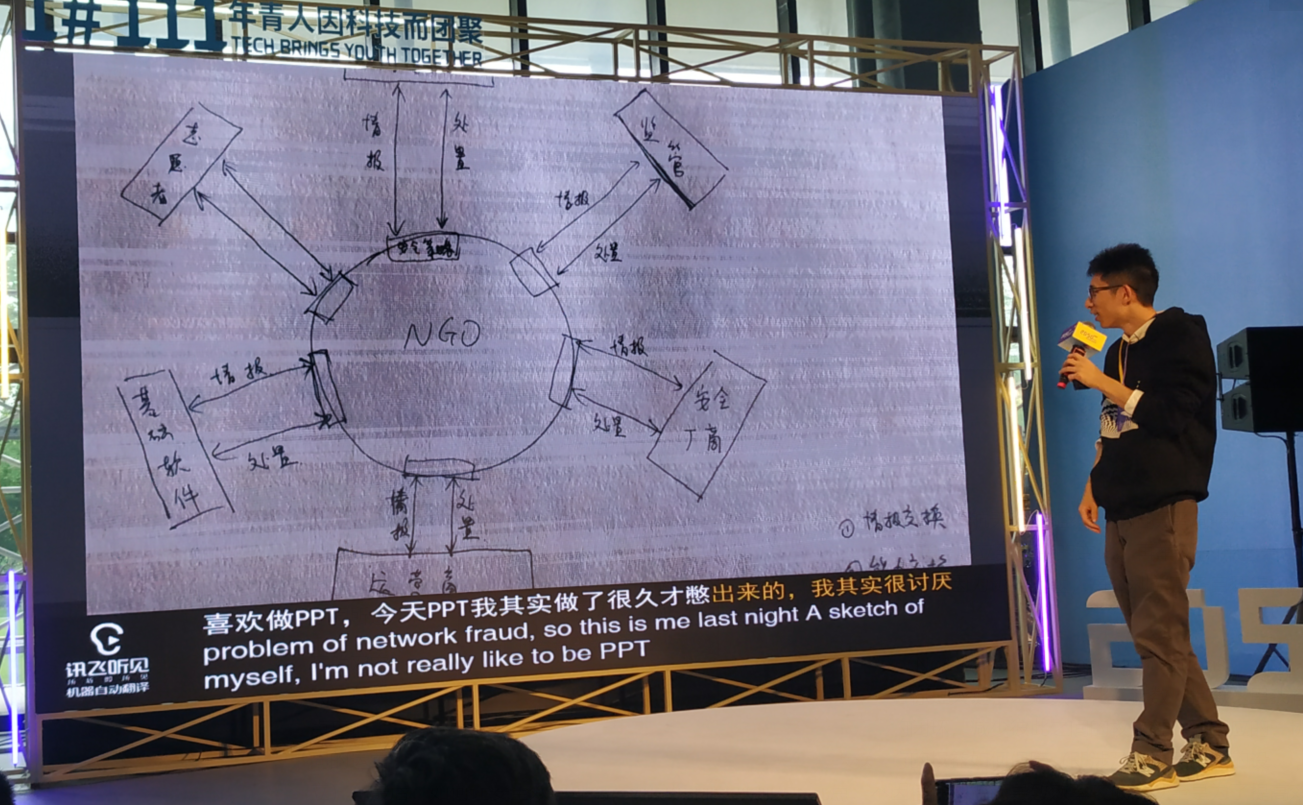 1#111 年青人因科技而团聚
TECH BRINGS YOUTH TOGETHER
志愿者
情报
处置
监管
情报
处置
安全策略
NGO
情报
处置
基础软件
情报
处置
安全厂商
情报
处置
运营商
① 情报交换
喜欢做PPT，今天PPT我其实做了很久才憋出来的，我其实很讨厌
problem of network fraud, so this is me last night A sketch of
myself, I'm not really like to be PPT
讯飞听见
机器自动翻译